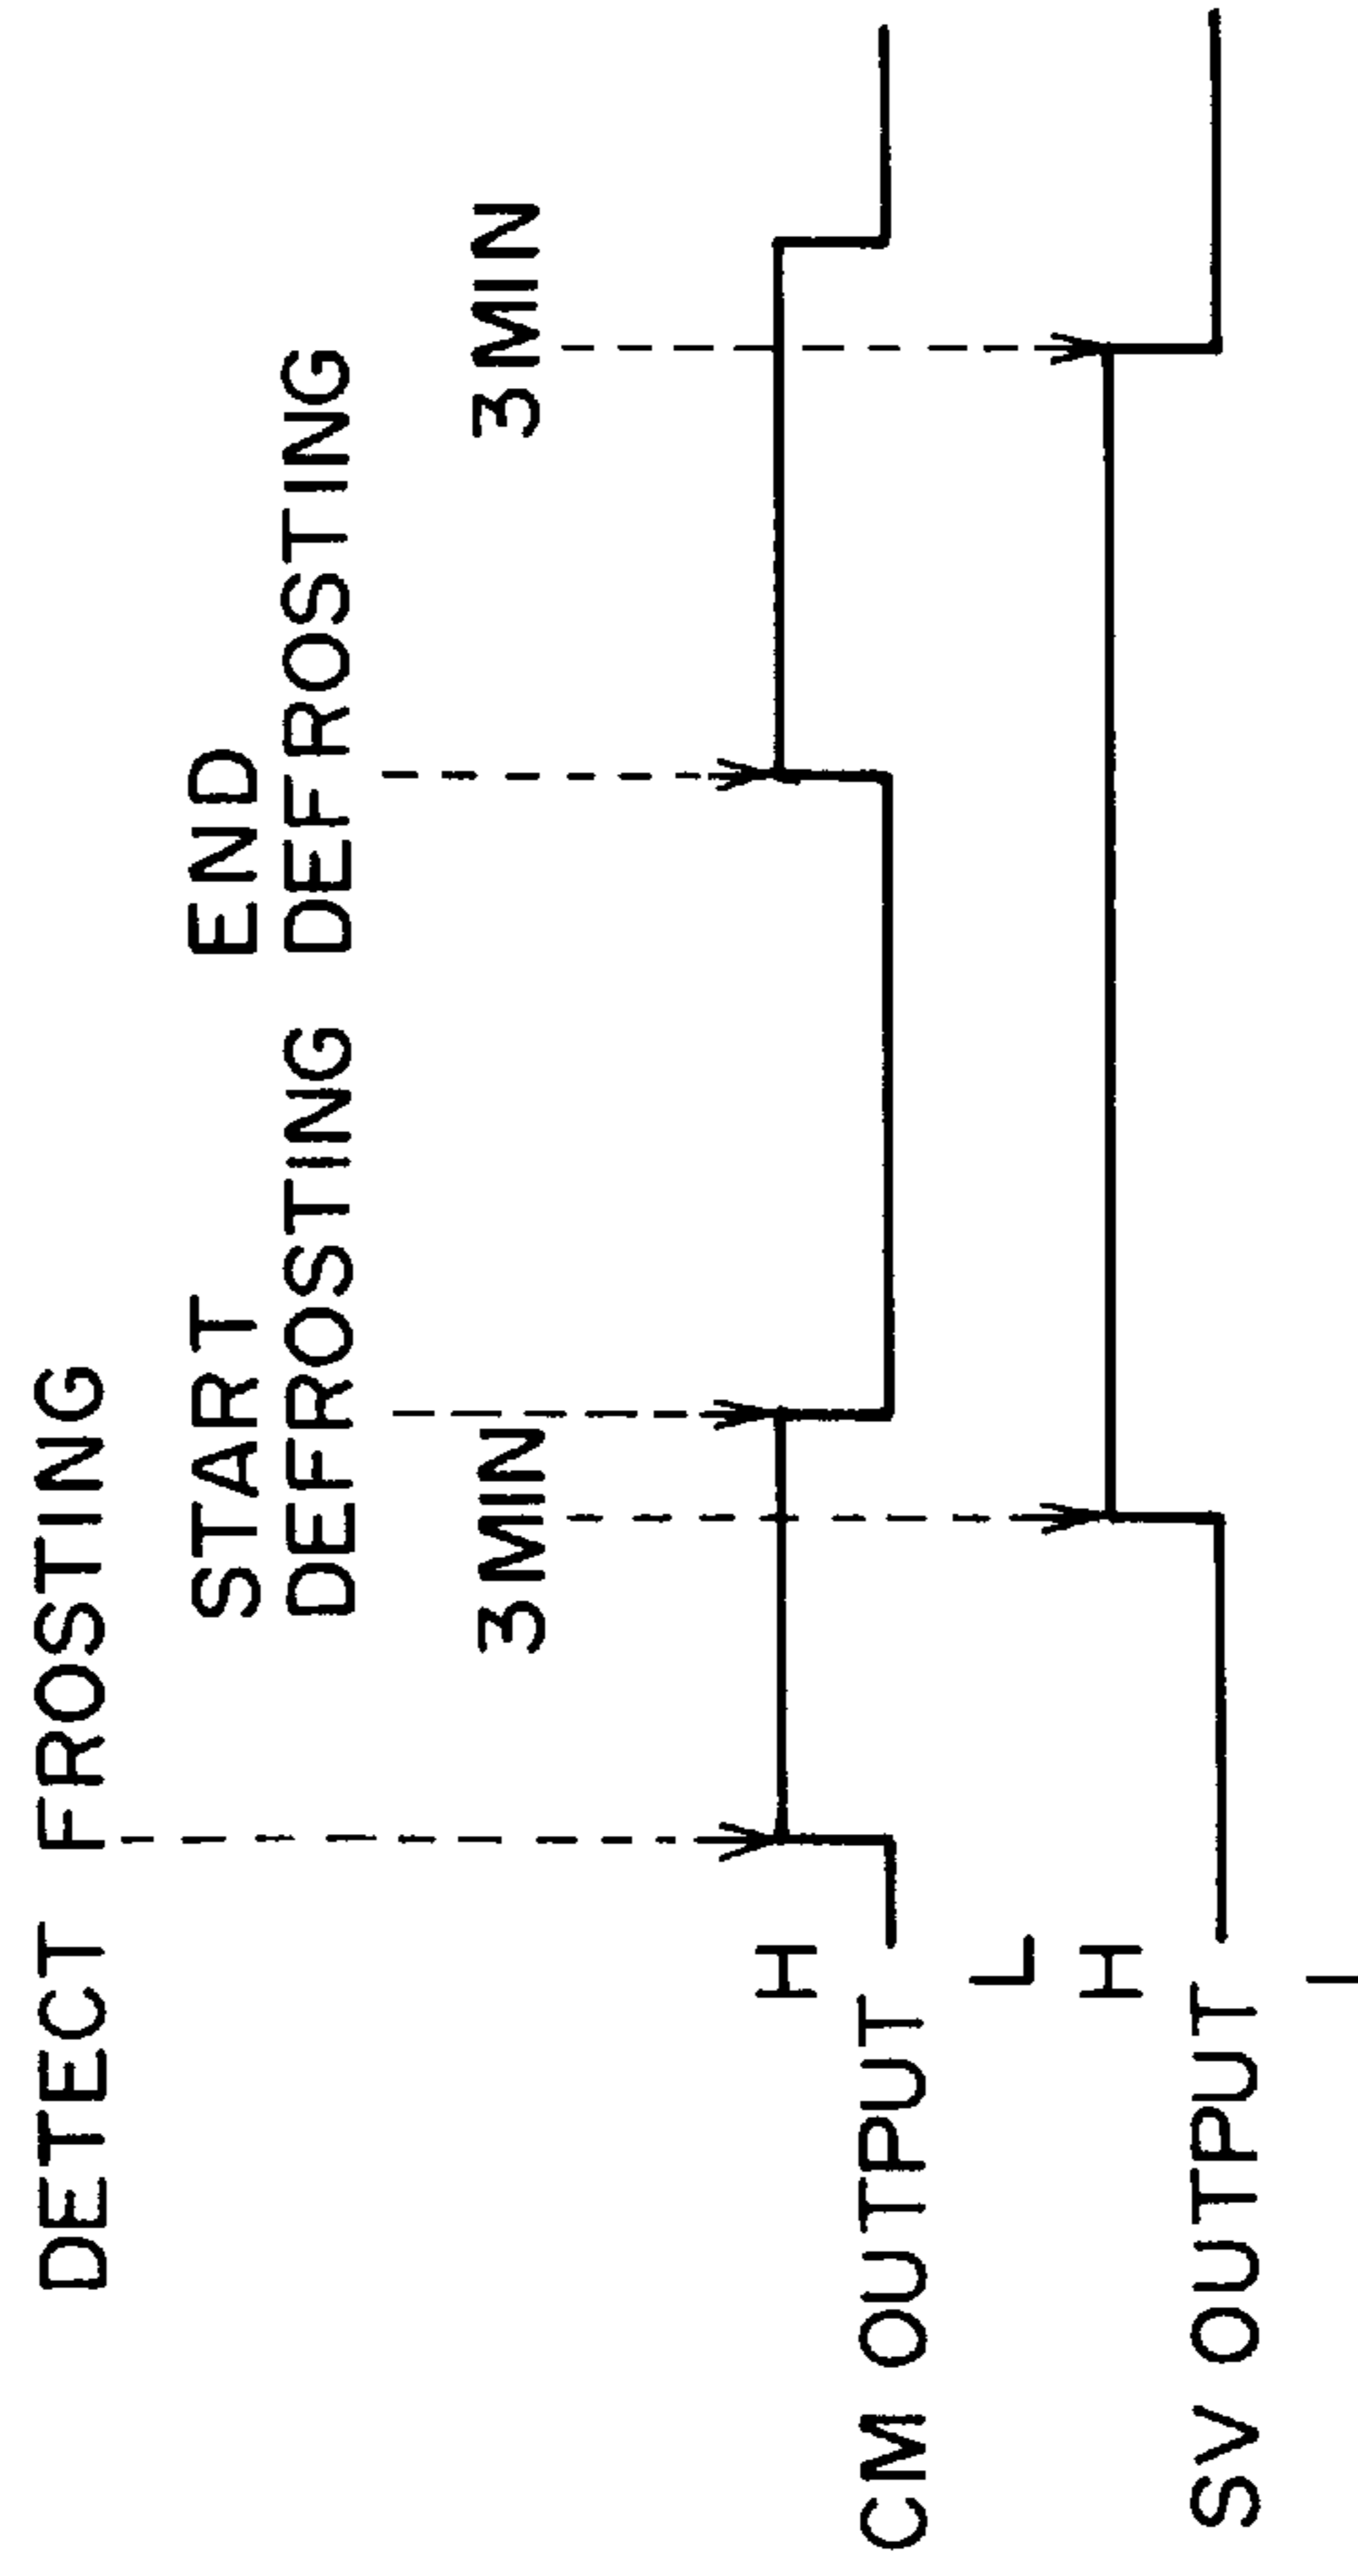 DETECT FROSTING
START
DEFROSTING
END
DEFROSTING
3MIN
3MIN
H
CM OUTPUT
L
H
SV OUTPUT